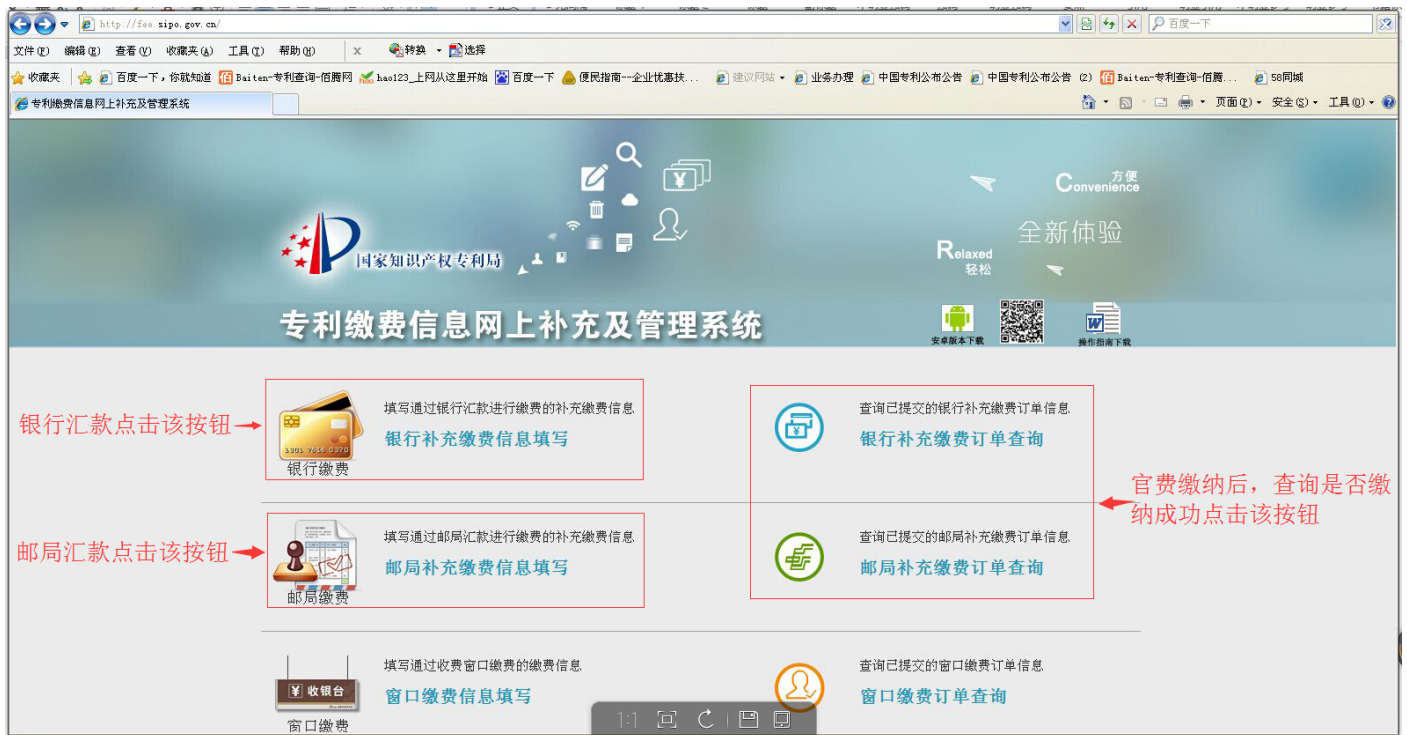 http://fee.sipo.gov.cn/
百度一下
文件(F) 编辑(E) 查看(V) 收藏夹(A) 工具(T) 帮助(H) x 转换 选择
收藏夹 百度一下，你就知道 Baiten-专利查询-佰腾网 hao123_上网从这里开始 百度一下 便民指南--企业优惠扶... 建议网站 业务办理 中国专利公布公告 中国专利公布公告 (2) Baiten-专利查询-佰腾... 58同城
专利缴费信息网上补充及管理系统
页面(P) 安全(S) 工具(O)
方便
Convenience
全新体验
Relaxed
轻松
国家知识产权专利局
专利缴费信息网上补充及管理系统
安卓版本下载
操作指南下载
银行汇款点击该按钮
银行缴费
填写通过银行汇款进行缴费的补充缴费信息
银行补充缴费信息填写
查询已提交的银行补充缴费订单信息
银行补充缴费订单查询
官费缴纳后，查询是否缴
纳成功点击该按钮
邮局汇款点击该按钮
邮局缴费
填写通过邮局汇款进行缴费的补充缴费信息
邮局补充缴费信息填写
查询已提交的邮局补充缴费订单信息
邮局补充缴费订单查询
¥ 收银台
窗口缴费
填写通过收费窗口缴费的缴费信息
窗口缴费信息填写
查询已提交的窗口缴费订单信息
窗口缴费订单查询
1:1